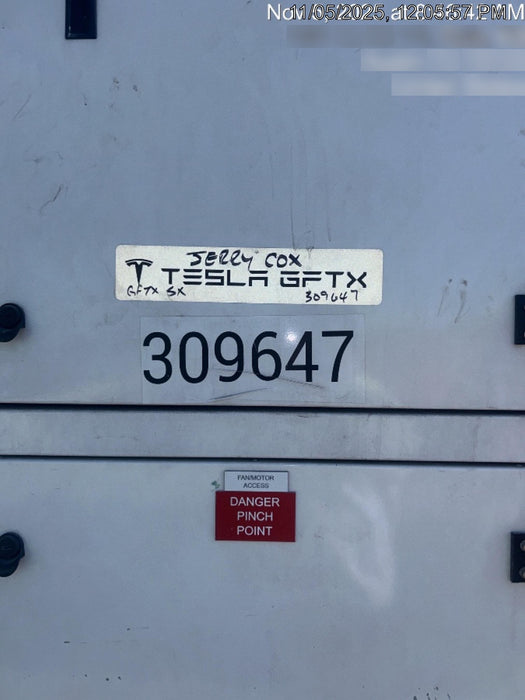 11/05/2025, 12:05:57 PM
JERRY COX
TESLA GFTX
GFTX SX 309647
309647
FAN/MOTOR
ACCESS
DANGER
PINCH
POINT